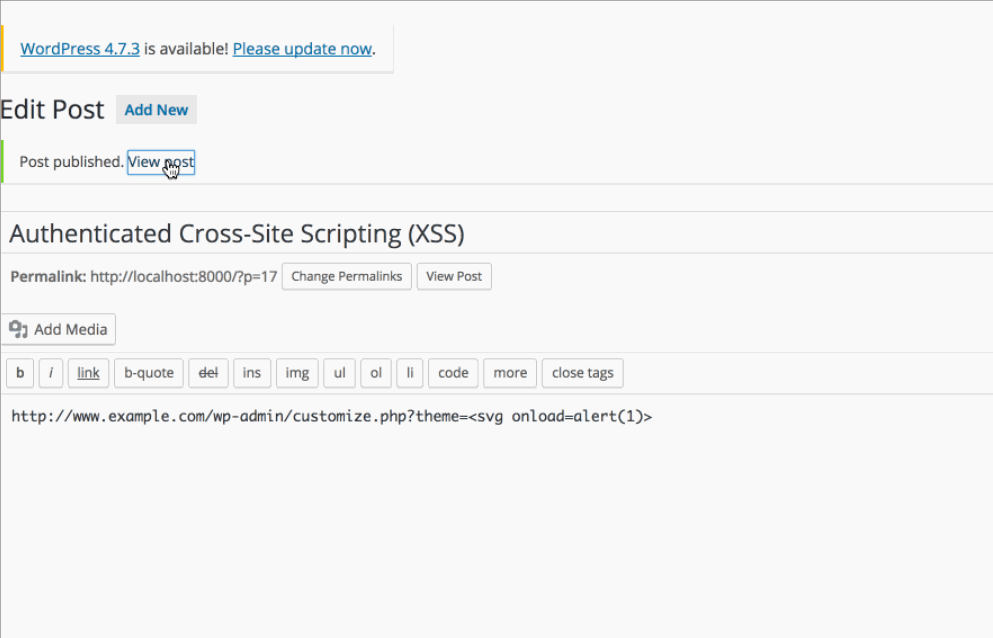 WordPress 4.7.3 is available! Please update now.
Edit Post Add New
Post published. View post
Authenticated Cross-Site Scripting (XSS)
Permalink: http://localhost:8000/?p=17 Change Permalinks View Post
Add Media
b i link b-quote del ins img ul ol li code more close tags
http://www.example.com/wp-admin/customize.php?theme=<svg onload=alert(1)>